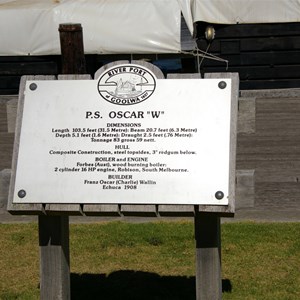 RIVER PORT
of
GOOLWA
P.S. OSCAR "W"
DIMENSIONS
Length 103.5 feet (31.5 Metre): Beam 20.7 feet (6.3 Metre)
Depth 5.1 feet (1.6 Metre): Draught 2.5 feet (.76 Metre):
Tonnage 83 gross 59 nett.
HULL
Composite Construction, steel topsides, 3" redgum below.
BOILER and ENGINE
Forbes (Aust), wood burning boiler:
2 cylinder 16 HP engine, Robison, South Melbourne.
BUILDER
Franz Oscar (Charlie) Wallin
Echuca 1908